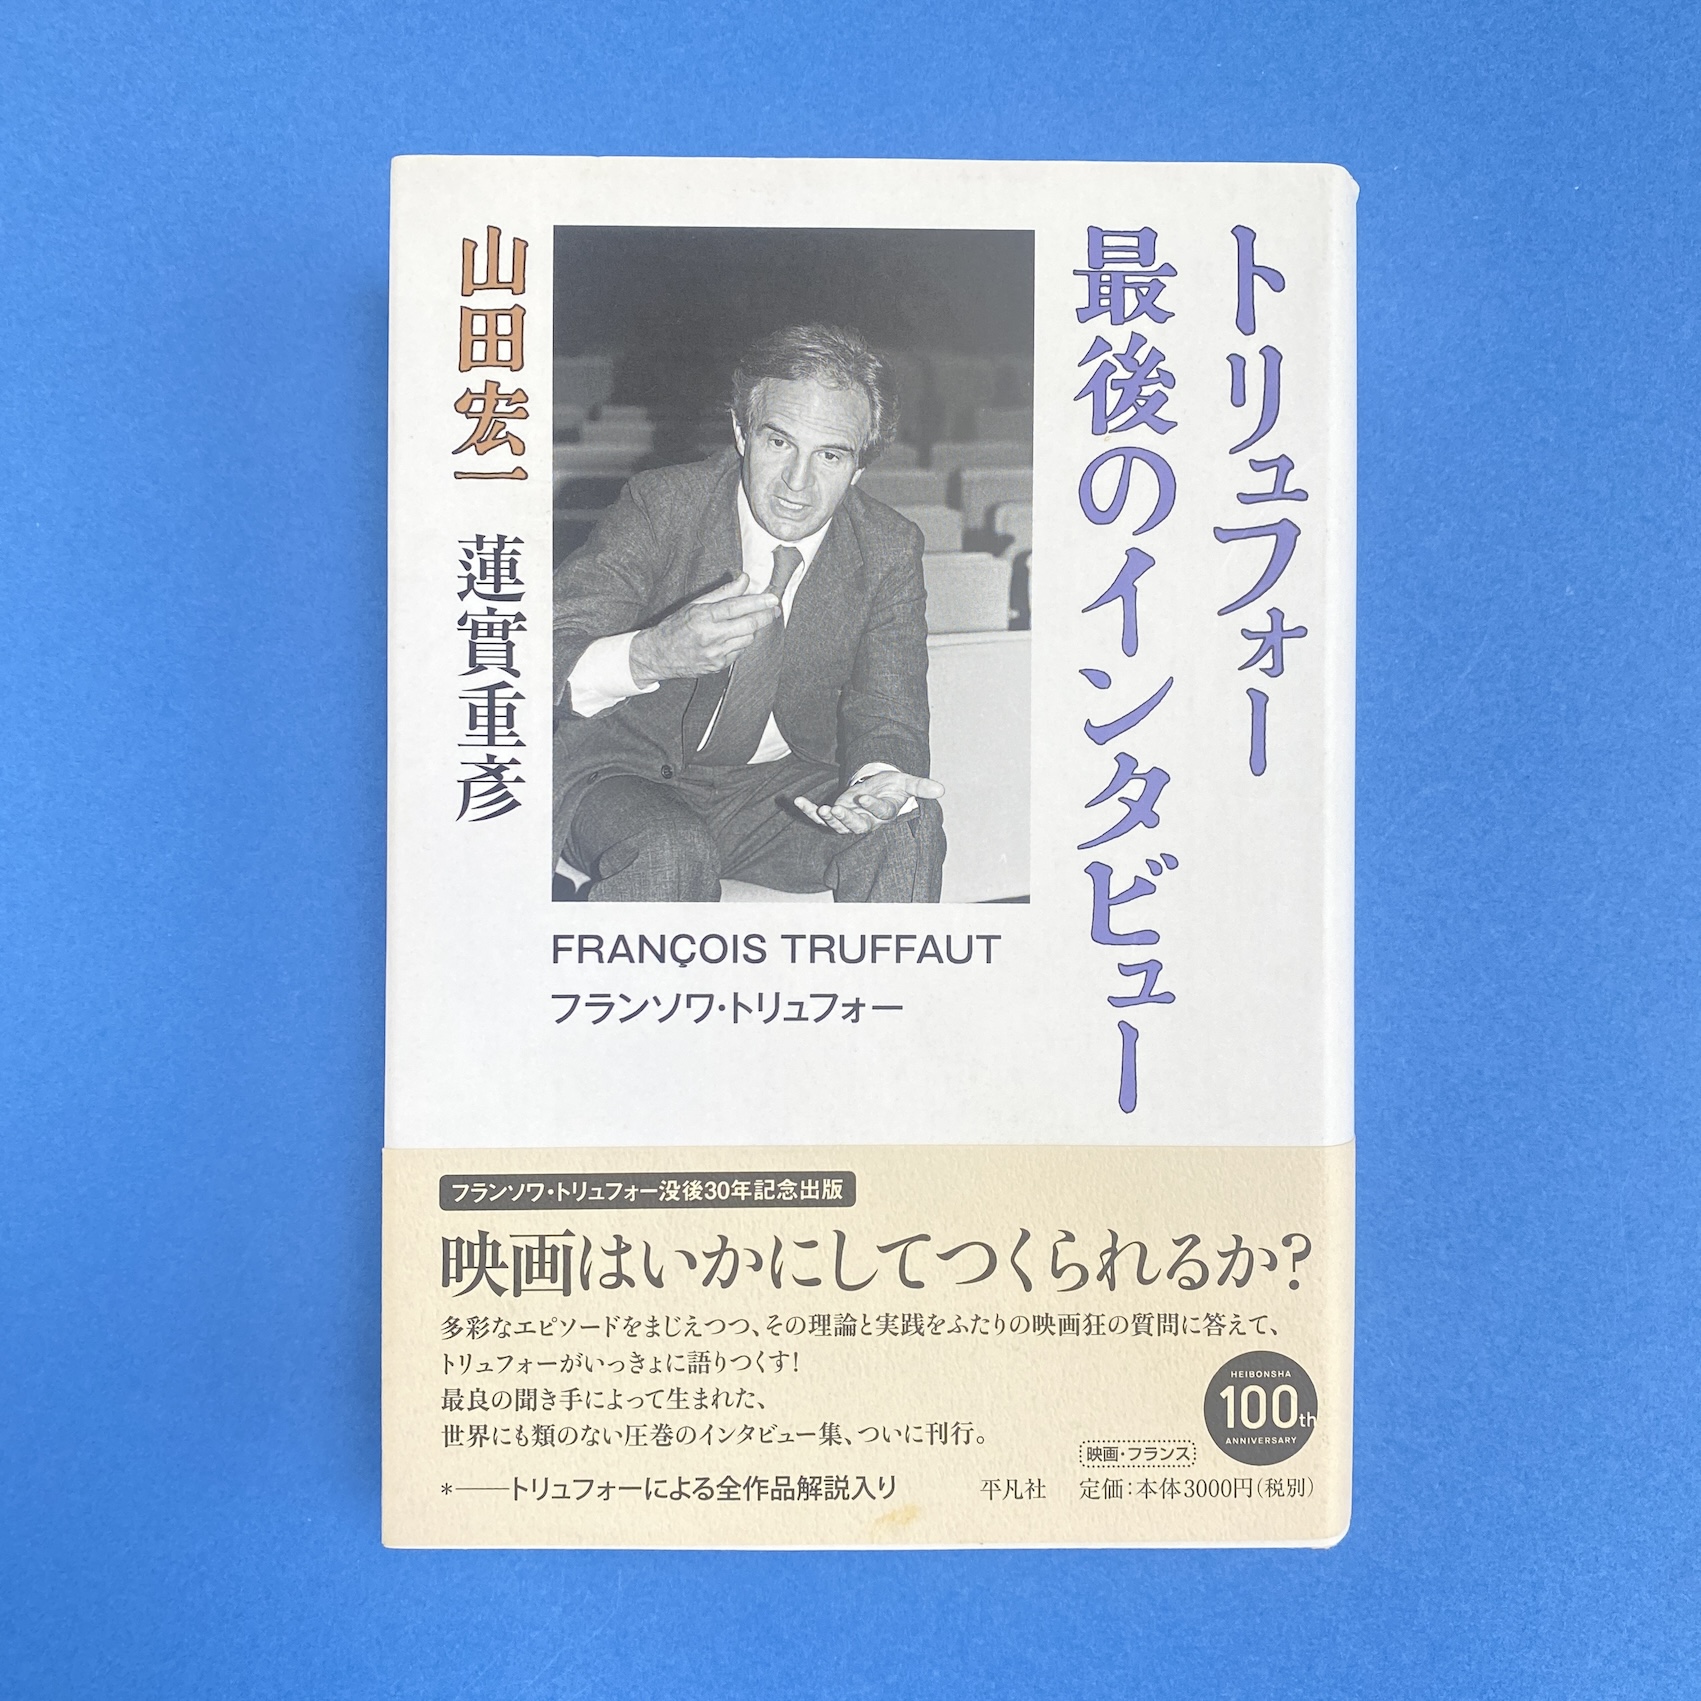 トリュフォー
最後のインタビュー
山田宏一 蓮實重彥
FRANÇOIS TRUFFAUT
フランソワ・トリュフォー
フランソワ・トリュフォー没後30年記念出版
映画はいかにしてつくられるか?
多彩なエピソードをまじえつつ、その理論と実践をふたりの映画狂の質問に答えて、
トリュフォーがいっきょに語りつくす!
最良の聞き手によって生まれた、
世界にも類のない圧巻のインタビュー集、ついに刊行。
*——トリュフォーによる全作品解説入り
HEIBONSHA
100th
ANNIVERSARY
映画・フランス
平凡社 定価:本体3000円(税別)